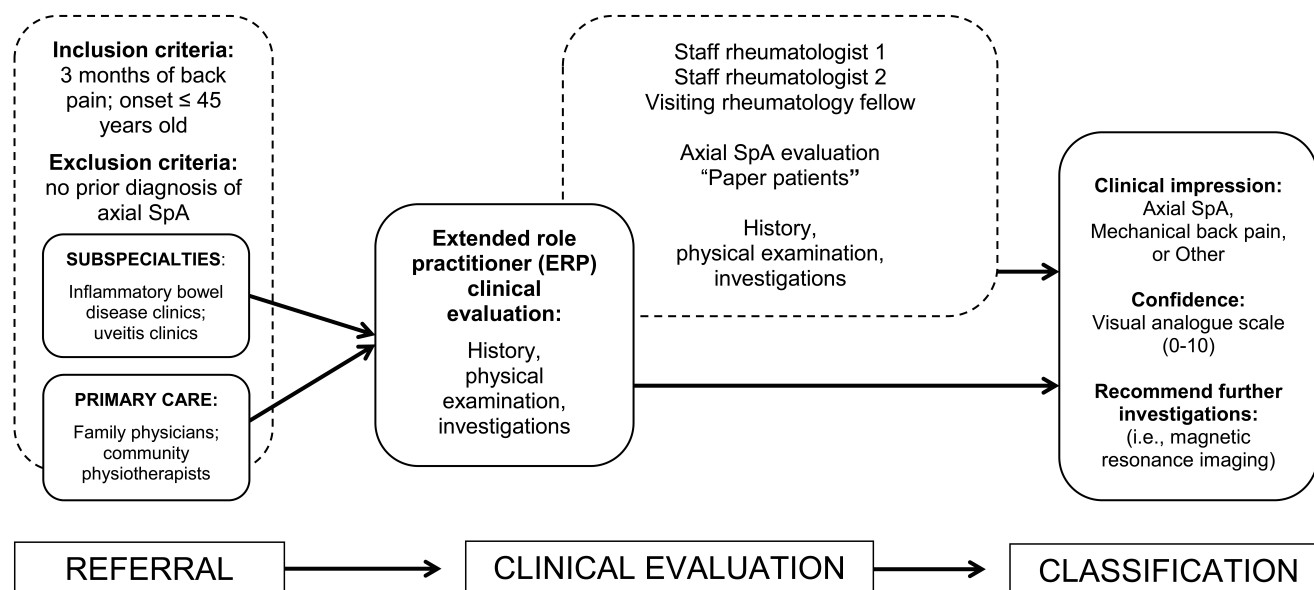 Inclusion criteria:
3 months of back
pain; onset ≤ 45
years old
Exclusion criteria:
no prior diagnosis of
axial SpA
SUBSPECIALTIES:
Inflammatory bowel
disease clinics;
uveitis clinics
PRIMARY CARE:
Family physicians;
community
physiotherapists
Extended role
practitioner (ERP)
clinical
evaluation:
History,
physical
examination,
investigations
Staff rheumatologist 1
Staff rheumatologist 2
Visiting rheumatology fellow
Axial SpA evaluation
“Paper patients”
History,
physical examination,
investigations
Clinical impression:
Axial SpA,
Mechanical back pain,
or Other
Confidence:
Visual analogue scale
(0-10)
Recommend further
investigations:
(i.e., magnetic
resonance imaging)
REFERRAL
CLINICAL EVALUATION
CLASSIFICATION